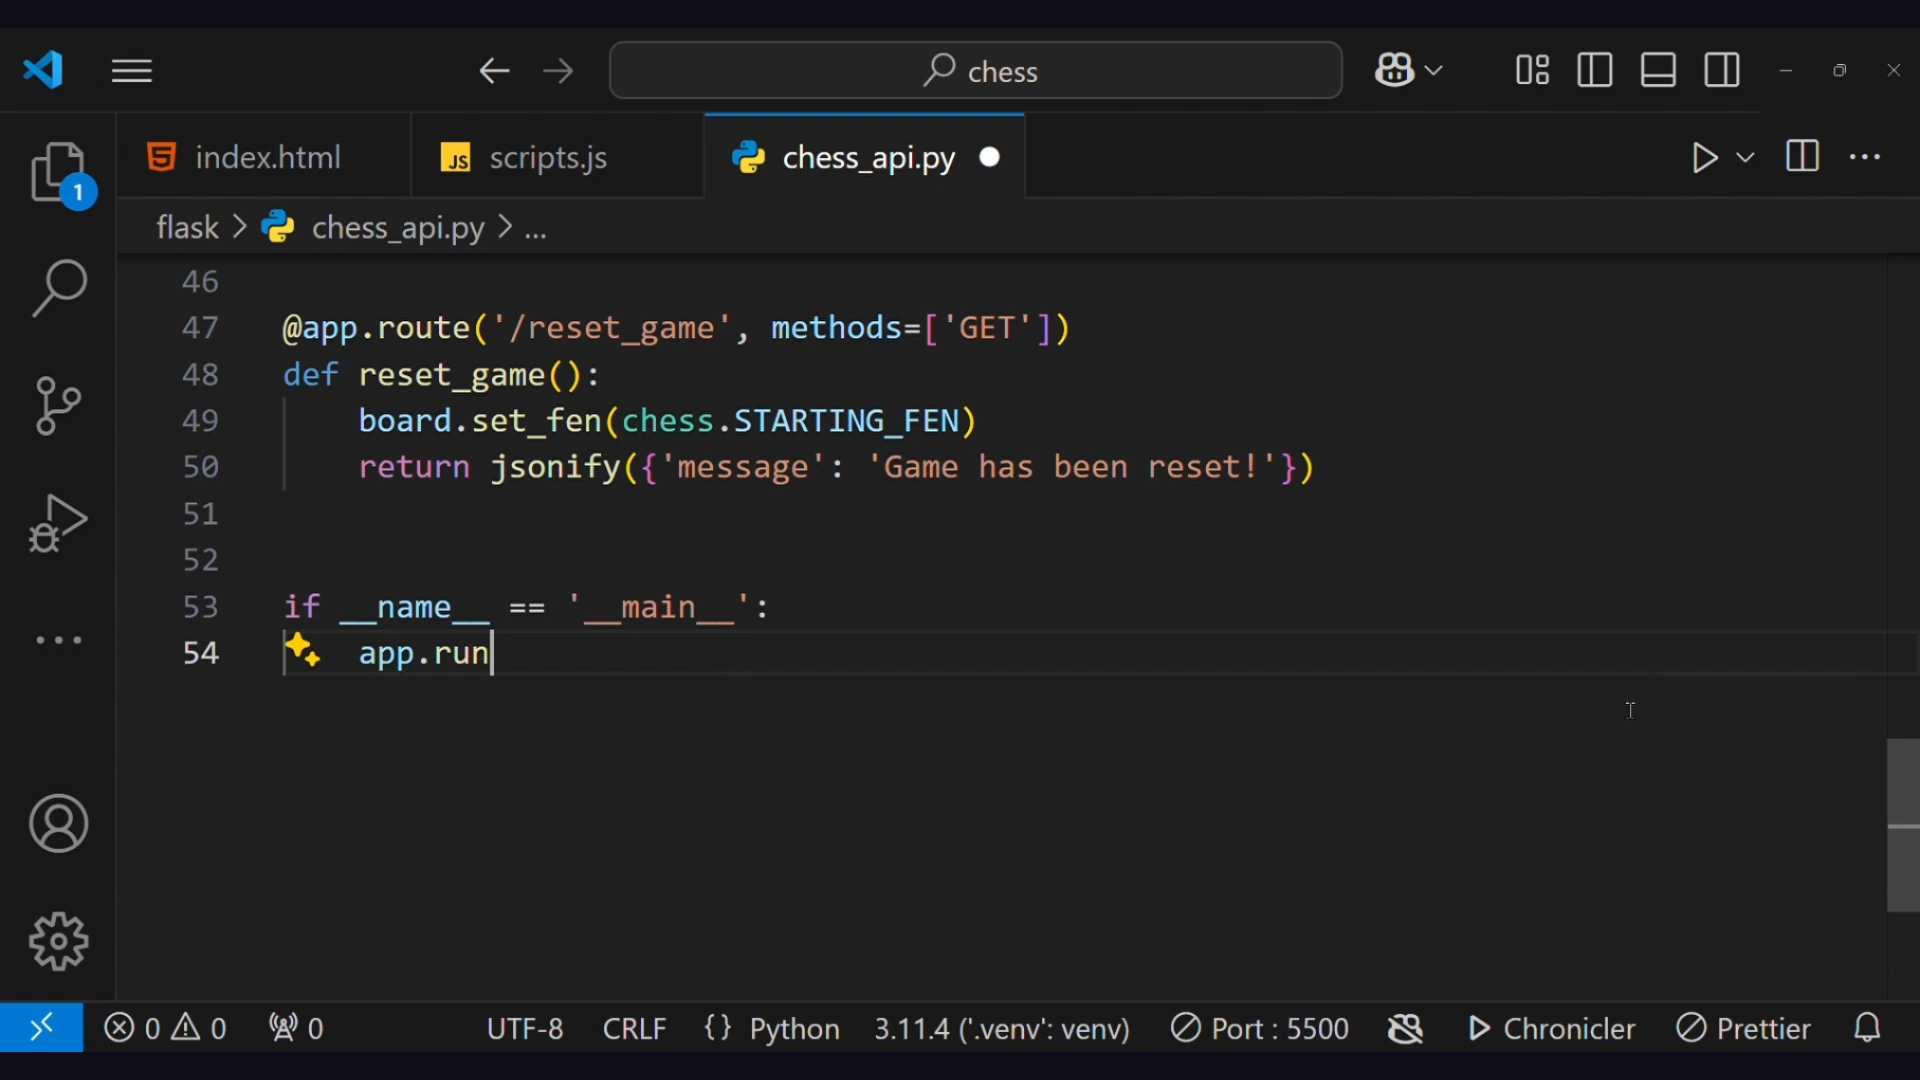 chess
index.html
JS scripts.js
chess_api.py
1
flask > chess_api.py > ...
46
47 @app.route('/reset_game', methods=['GET'])
48 def reset_game():
49 board.set_fen(chess.STARTING_FEN)
50 return jsonify({'message': 'Game has been reset!'})
51
52
53 if __name__ == '__main__':
54 app.run
0 0 0 UTF-8 CRLF {} Python 3.11.4 ('.venv': venv) Port : 5500 Chronicler Prettier